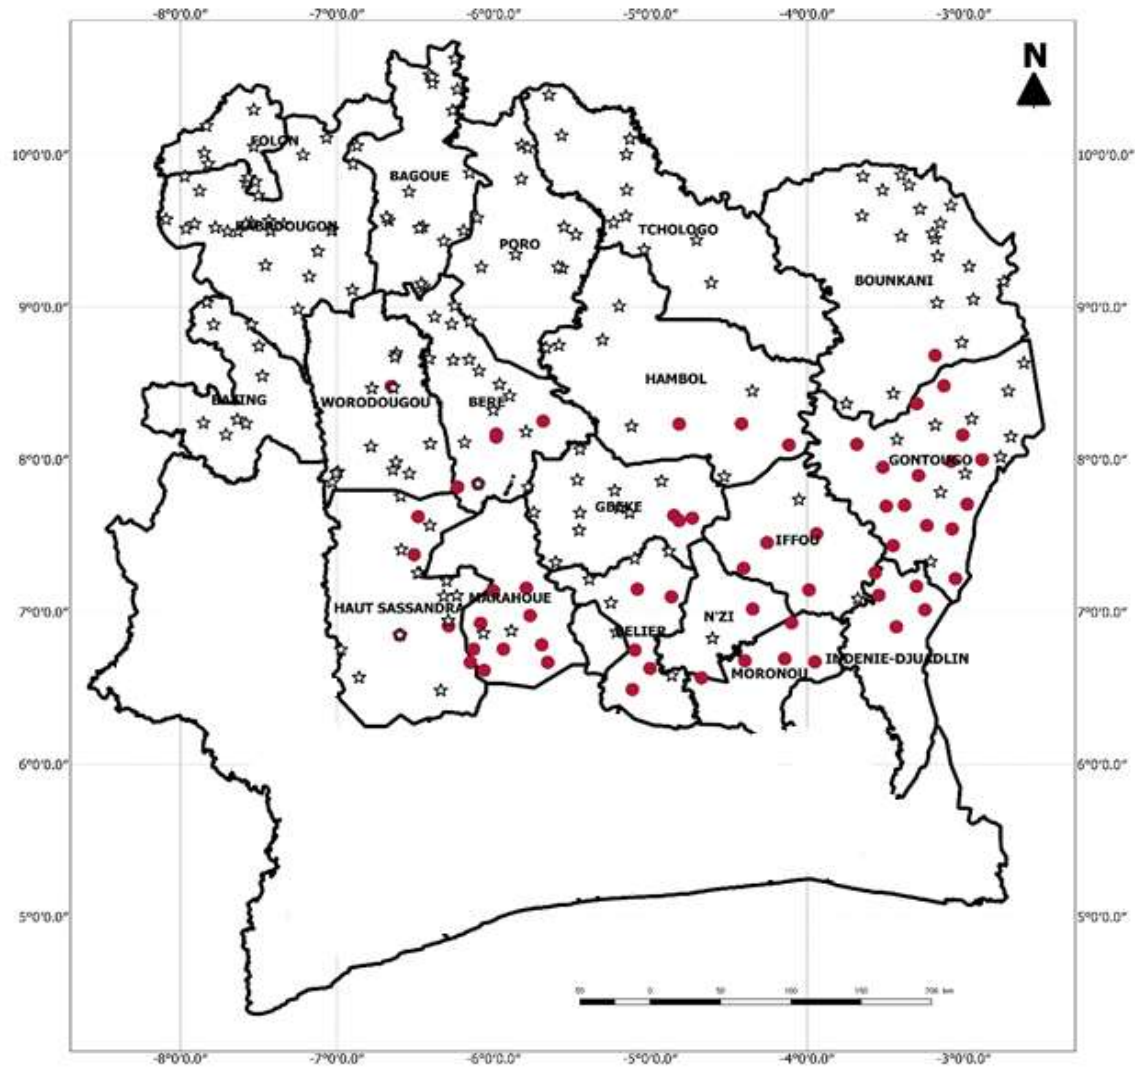 -8°0'0.0" -7°0'0.0" -6°0'0.0" -5°0'0.0" -4°0'0.0" -3°0'0.0"
N
FOLON
10°0'0.0" 10°0'0.0"
BAGOUE
KABADOUGON
PORO
TCHOLOGO
BOUNKANI
9°0'0.0" 9°0'0.0"
HAMBOL
BAFING
WORODOUGOU
BERE
8°0'0.0" 8°0'0.0"
GONTOUGO
GBEKE
IFFOU
7°0'0.0" 7°0'0.0"
HAUT SASSANDRA
MARAHOUE
N'ZI
BELIER
MORONOU
INDENIE-DJUADLIN
6°0'0.0" 6°0'0.0"
5°0'0.0" 5°0'0.0"
50 0 50 100 150 200 km
-8°0'0.0" -7°0'0.0" -6°0'0.0" -5°0'0.0" -4°0'0.0" -3°0'0.0"